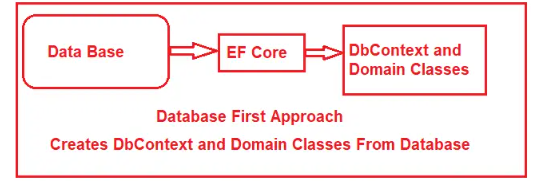 Data Base
EF Core
DbContext and
Domain Classes
Database First Approach
Creates DbContext and Domain Classes From Database